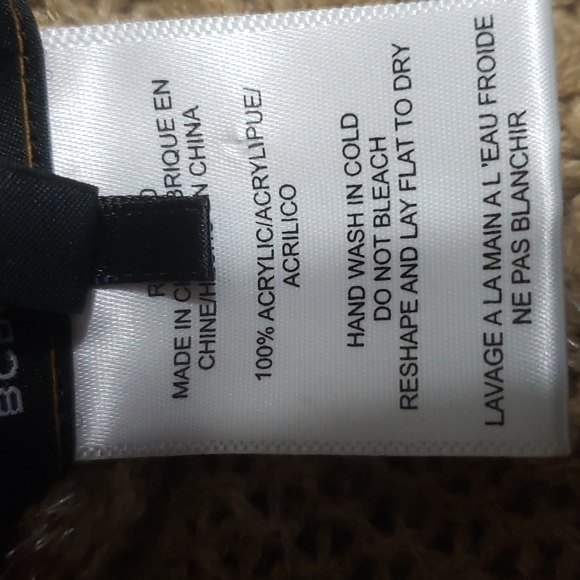 MADE IN EN
CHINE/ CHINA
100% ACRYLIC/ACRYLIPUE/
ACRILICO
HAND WASH IN COLD
DO NOT BLEACH
RESHAPE AND LAY FLAT TO DRY
LAVAGE A LA MAIN A L'EAU FROIDE
NE PAS BLANCHIR